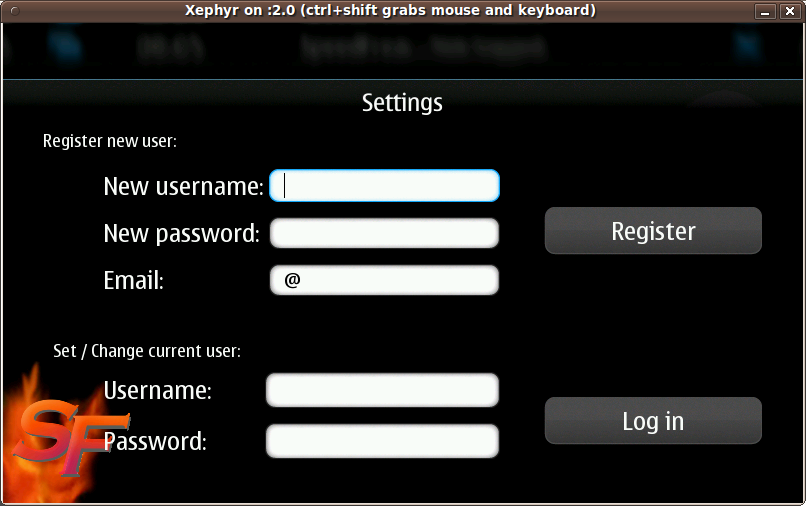 Xephyr on :2.0 (ctrl+shift grabs mouse and keyboard)
Settings
Register new user:
New username:
New password:
Register
Email: @
Set / Change current user:
Username:
Log in
Password:
SF